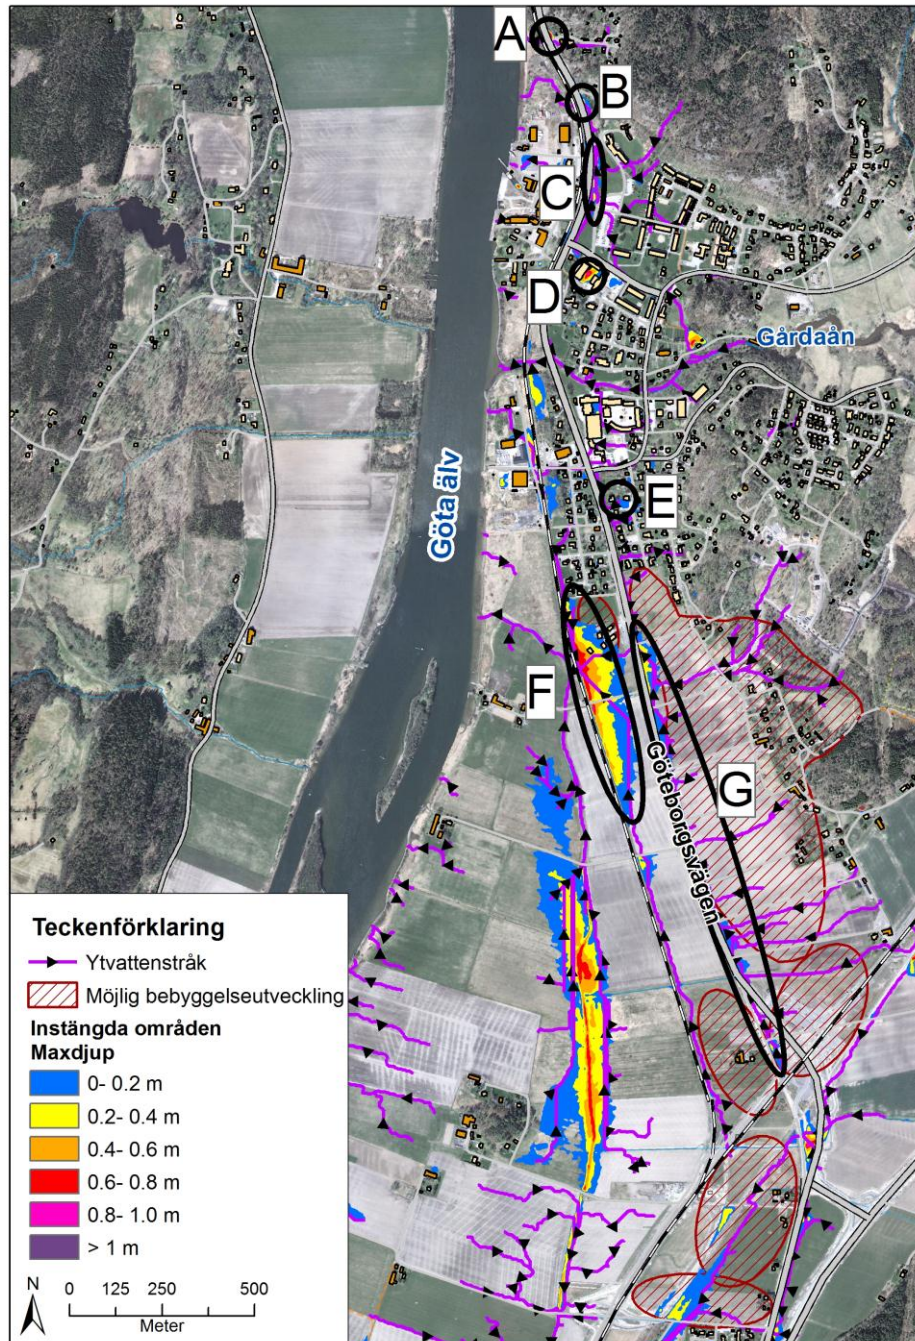 A
B
C
D
Gårdaån
Göta älv
E
F
G
Göteborgsvägen
Teckenförklaring
Ytvattenstråk
Möjlig bebyggelseutveckling
Instängda områden
Maxdjup
0- 0.2 m
0.2- 0.4 m
0.4- 0.6 m
0.6- 0.8 m
0.8- 1.0 m
> 1 m
N
0 125 250 500
Meter